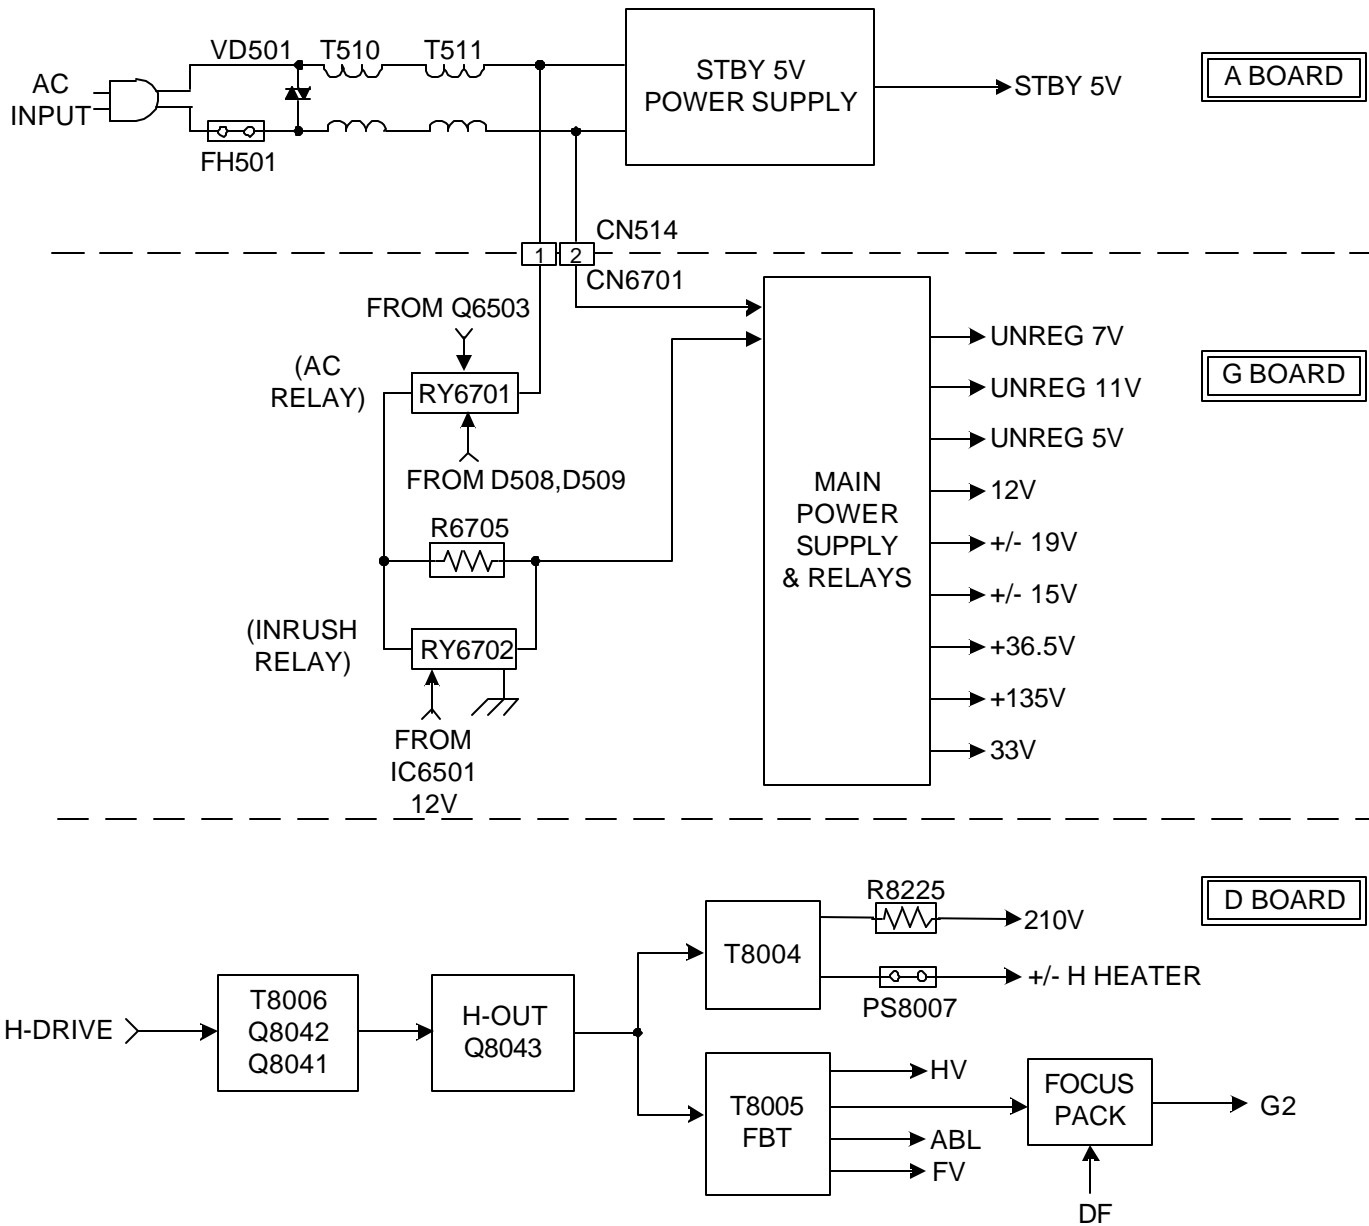 VD501
T510
T511
AC
INPUT
FH501
STBY 5V
POWER SUPPLY
STBY 5V
A BOARD
CN514
1
2
CN6701
FROM Q6503
(AC
RELAY)
RY6701
FROM D508,D509
R6705
(INRUSH
RELAY)
RY6702
FROM
IC6501
12V
MAIN
POWER
SUPPLY
& RELAYS
UNREG 7V
UNREG 11V
UNREG 5V
12V
+/- 19V
+/- 15V
+36.5V
+135V
33V
G BOARD
D BOARD
H-DRIVE
T8006
Q8042
Q8041
H-OUT
Q8043
T8004
R8225
210V
PS8007
+/- H HEATER
T8005
FBT
HV
ABL
FV
FOCUS
PACK
G2
DF